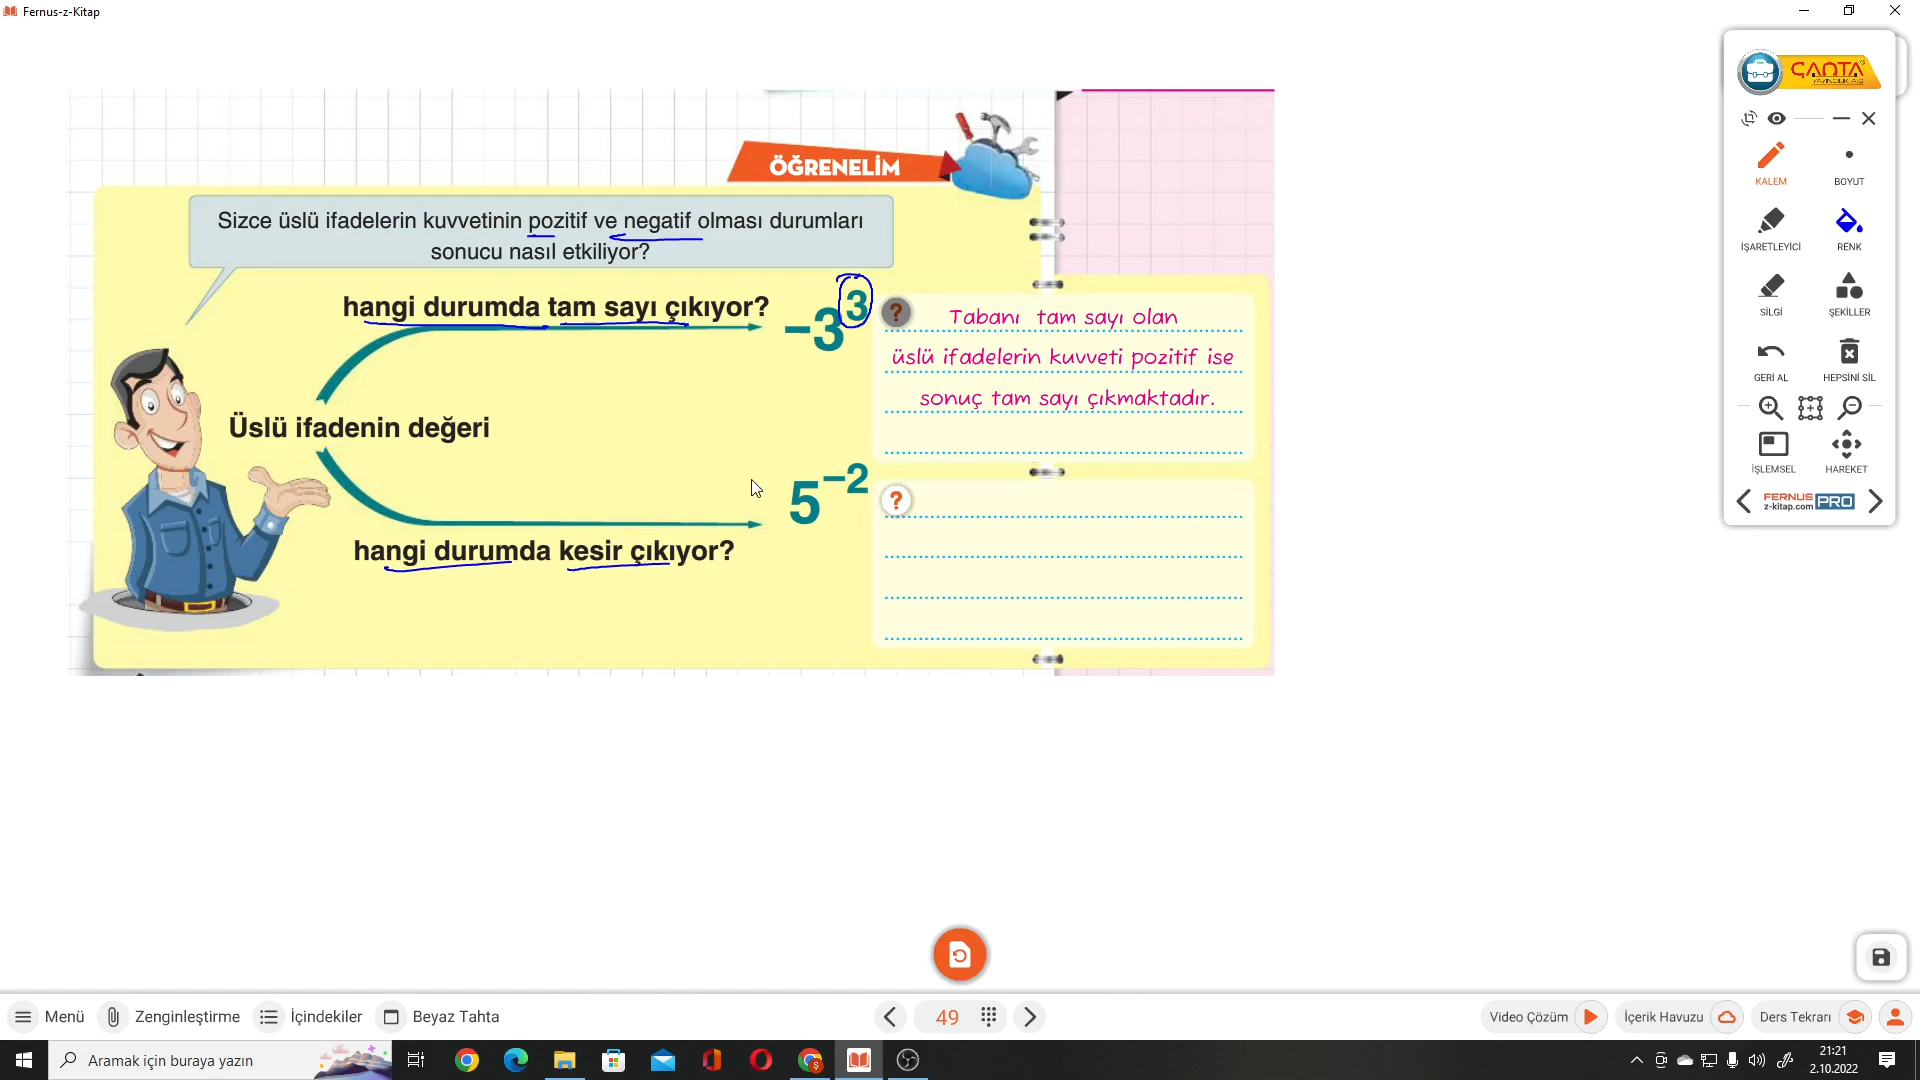 Fernus-z-Kitap
ÇANTA
YAYINCILIK A.Ş.
ÖĞRENELİM
Sizce üslü ifadelerin kuvvetinin pozitif ve negatif olması durumları
sonucu nasıl etkiliyor?
hangi durumda tam sayı çıkıyor?
−3³
? Tabanı tam sayı olan
üslü ifadelerin kuvveti pozitif ise
sonuç tam sayı çıkmaktadır.
Üslü ifadenin değeri
5⁻²
?
hangi durumda kesir çıkıyor?
KALEM BOYUT
İŞARETLEYİCİ RENK
SİLGİ ŞEKİLLER
GERİ AL HEPSİNİ SİL
İŞLEMSEL HAREKET
FERNUS PRO
z-kitap.com
Menü Zenginleştirme İçindekiler Beyaz Tahta 49 Video Çözüm İçerik Havuzu Ders Tekrarı
Aramak için buraya yazın
21:21
2.10.2022